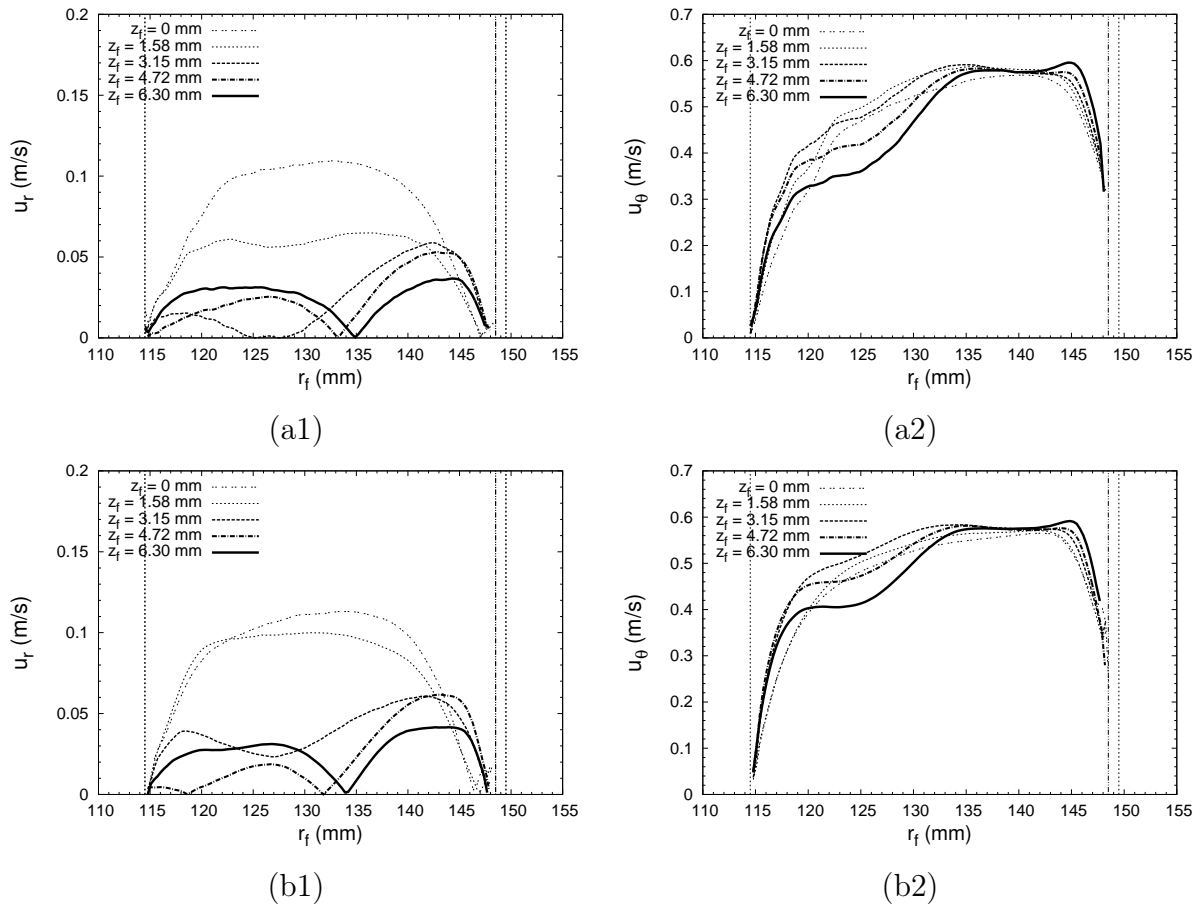 0.2
0.15
0.1
0.05
0
u_r (m/s)
z_f = 0 mm
z_f = 1.58 mm
z_f = 3.15 mm
z_f = 4.72 mm
z_f = 6.30 mm
110 115 120 125 130 135 140 145 150 155
r_f (mm)
(a1)
0.7
0.6
0.5
0.4
0.3
0.2
0.1
0
u_θ (m/s)
z_f = 0 mm
z_f = 1.58 mm
z_f = 3.15 mm
z_f = 4.72 mm
z_f = 6.30 mm
110 115 120 125 130 135 140 145 150 155
r_f (mm)
(a2)
0.2
0.15
0.1
0.05
0
u_r (m/s)
z_f = 0 mm
z_f = 1.58 mm
z_f = 3.15 mm
z_f = 4.72 mm
z_f = 6.30 mm
110 115 120 125 130 135 140 145 150 155
r_f (mm)
(b1)
0.7
0.6
0.5
0.4
0.3
0.2
0.1
0
u_θ (m/s)
z_f = 0 mm
z_f = 1.58 mm
z_f = 3.15 mm
z_f = 4.72 mm
z_f = 6.30 mm
110 115 120 125 130 135 140 145 150 155
r_f (mm)
(b2)